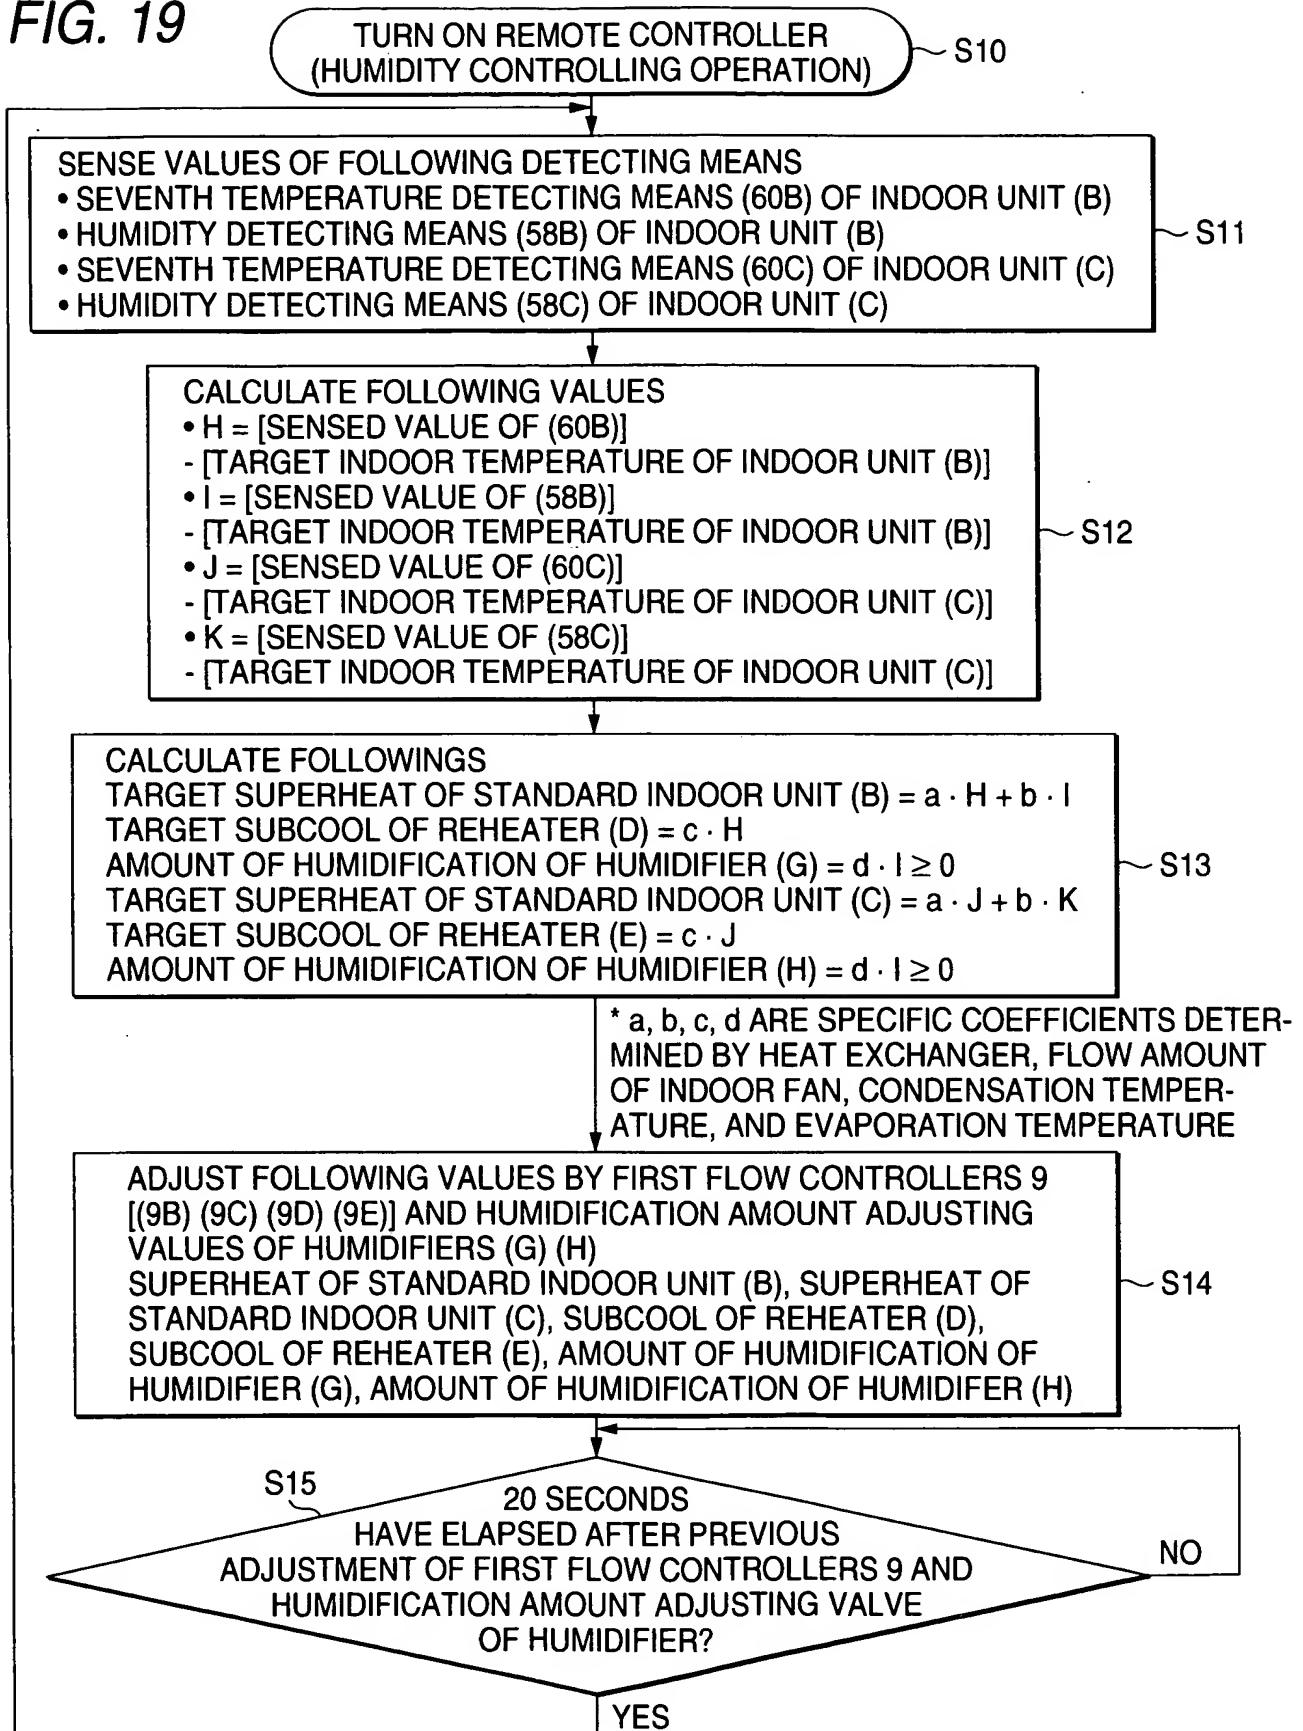 FIG. 19
TURN ON REMOTE CONTROLLER
(HUMIDITY CONTROLLING OPERATION)
S10
SENSE VALUES OF FOLLOWING DETECTING MEANS
• SEVENTH TEMPERATURE DETECTING MEANS (60B) OF INDOOR UNIT (B)
• HUMIDITY DETECTING MEANS (58B) OF INDOOR UNIT (B)
• SEVENTH TEMPERATURE DETECTING MEANS (60C) OF INDOOR UNIT (C)
• HUMIDITY DETECTING MEANS (58C) OF INDOOR UNIT (C)
S11
CALCULATE FOLLOWING VALUES
• H = [SENSED VALUE OF (60B)]
- [TARGET INDOOR TEMPERATURE OF INDOOR UNIT (B)]
• I = [SENSED VALUE OF (58B)]
- [TARGET INDOOR TEMPERATURE OF INDOOR UNIT (B)]
• J = [SENSED VALUE OF (60C)]
- [TARGET INDOOR TEMPERATURE OF INDOOR UNIT (C)]
• K = [SENSED VALUE OF (58C)]
- [TARGET INDOOR TEMPERATURE OF INDOOR UNIT (C)]
S12
CALCULATE FOLLOWINGS
TARGET SUPERHEAT OF STANDARD INDOOR UNIT (B) = a · H + b · I
TARGET SUBCOOL OF REHEATER (D) = c · H
AMOUNT OF HUMIDIFICATION OF HUMIDIFIER (G) = d · I ≥ 0
TARGET SUPERHEAT OF STANDARD INDOOR UNIT (C) = a · J + b · K
TARGET SUBCOOL OF REHEATER (E) = c · J
AMOUNT OF HUMIDIFICATION OF HUMIDIFIER (H) = d · I ≥ 0
S13
* a, b, c, d ARE SPECIFIC COEFFICIENTS DETER-
MINED BY HEAT EXCHANGER, FLOW AMOUNT
OF INDOOR FAN, CONDENSATION TEMPER-
ATURE, AND EVAPORATION TEMPERATURE
ADJUST FOLLOWING VALUES BY FIRST FLOW CONTROLLERS 9
[(9B) (9C) (9D) (9E)] AND HUMIDIFICATION AMOUNT ADJUSTING
VALUES OF HUMIDIFIERS (G) (H)
SUPERHEAT OF STANDARD INDOOR UNIT (B), SUPERHEAT OF
STANDARD INDOOR UNIT (C), SUBCOOL OF REHEATER (D),
SUBCOOL OF REHEATER (E), AMOUNT OF HUMIDIFICATION OF
HUMIDIFIER (G), AMOUNT OF HUMIDIFICATION OF HUMIDIFER (H)
S14
S15
20 SECONDS
HAVE ELAPSED AFTER PREVIOUS
ADJUSTMENT OF FIRST FLOW CONTROLLERS 9 AND
HUMIDIFICATION AMOUNT ADJUSTING VALVE
OF HUMIDIFIER?
NO
YES